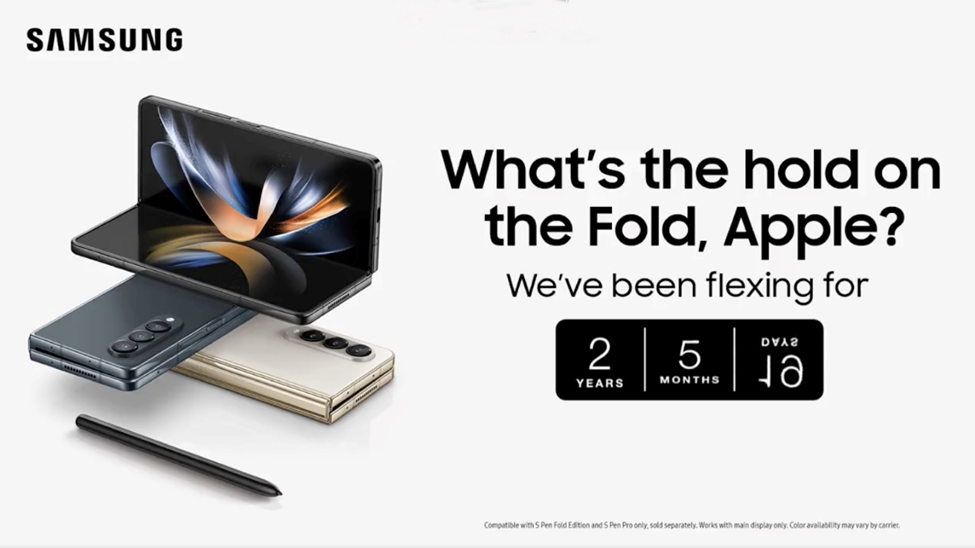 SAMSUNG
What's the hold on
the Fold, Apple?
We've been flexing for
2 5 DAYS
YEARS MONTHS
Compatible with S Pen Fold Edition and S Pen Pro only, sold separately. Works with main display only. Color availability may vary by carrier.